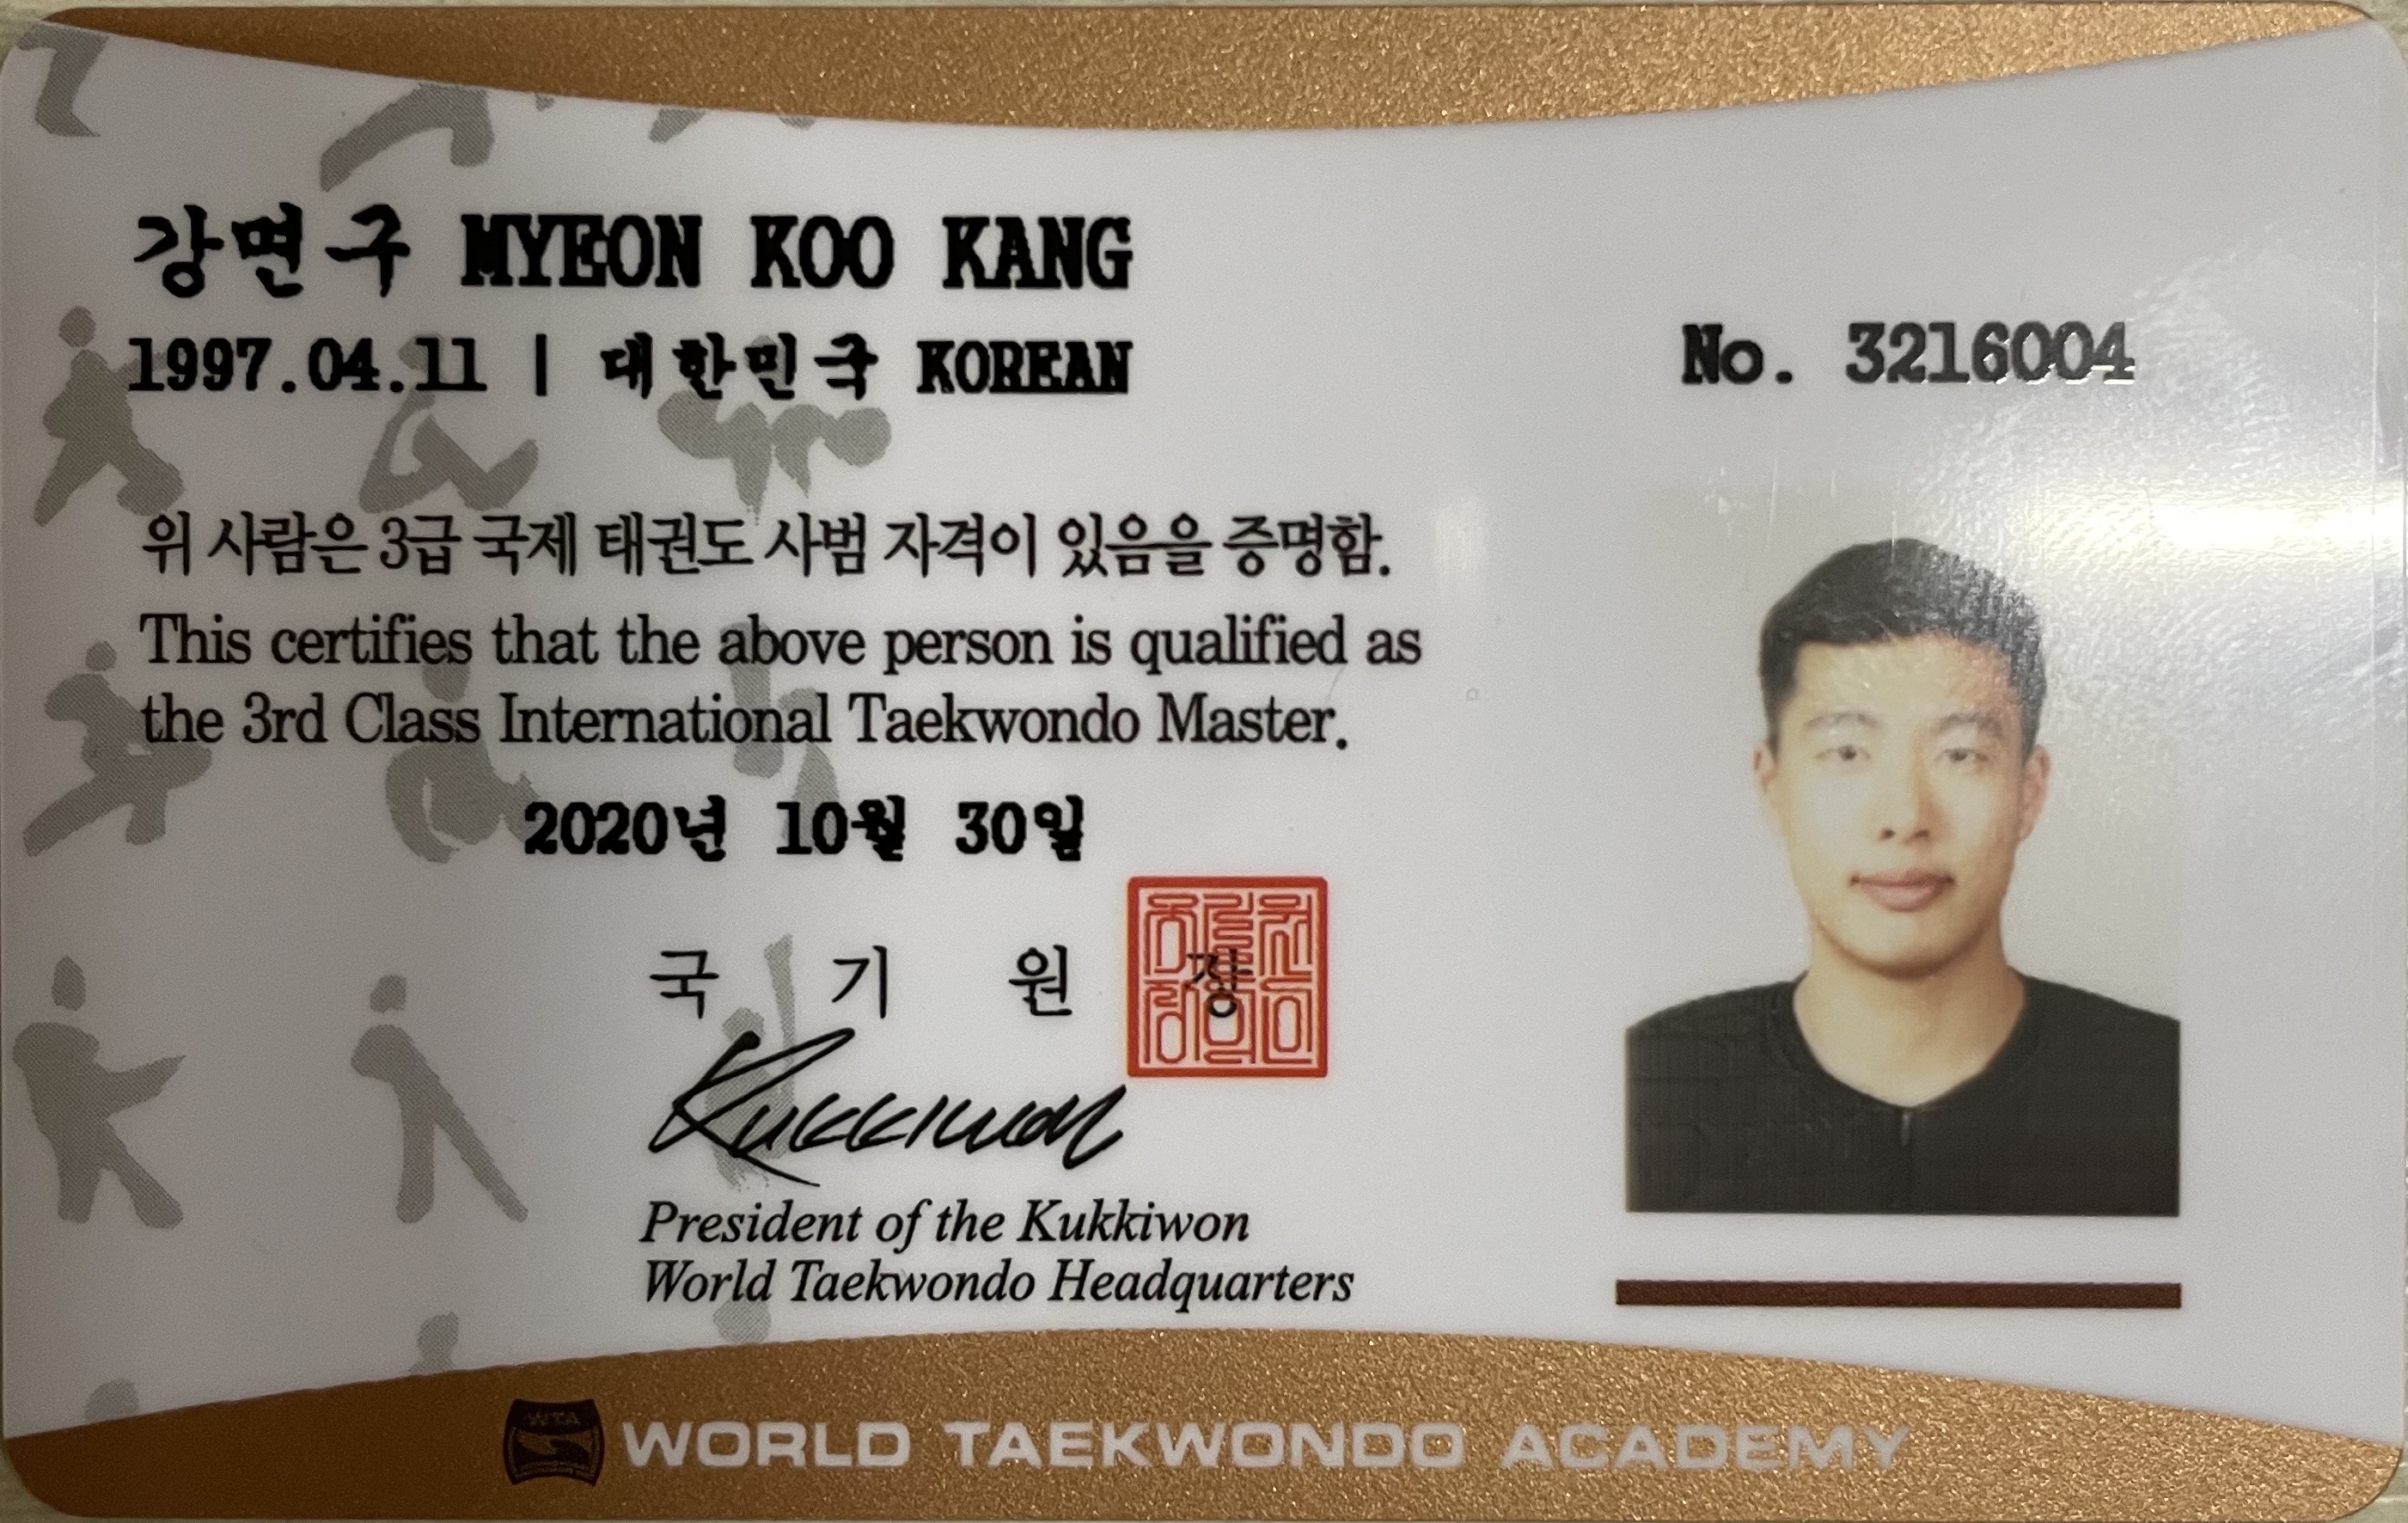 강면구 MYEON KOO KANG
1997.04.11 | 대한민국 KOREAN
No. 3216004
위 사람은 3급 국제 태권도 사범 자격이 있음을 증명함.
This certifies that the above person is qualified as
the 3rd Class International Taekwondo Master.
2020년 10월 30일
국 기 원 장
Kukkiwon
President of the Kukkiwon
World Taekwondo Headquarters
WTA
WORLD TAEKWONDO ACADEMY